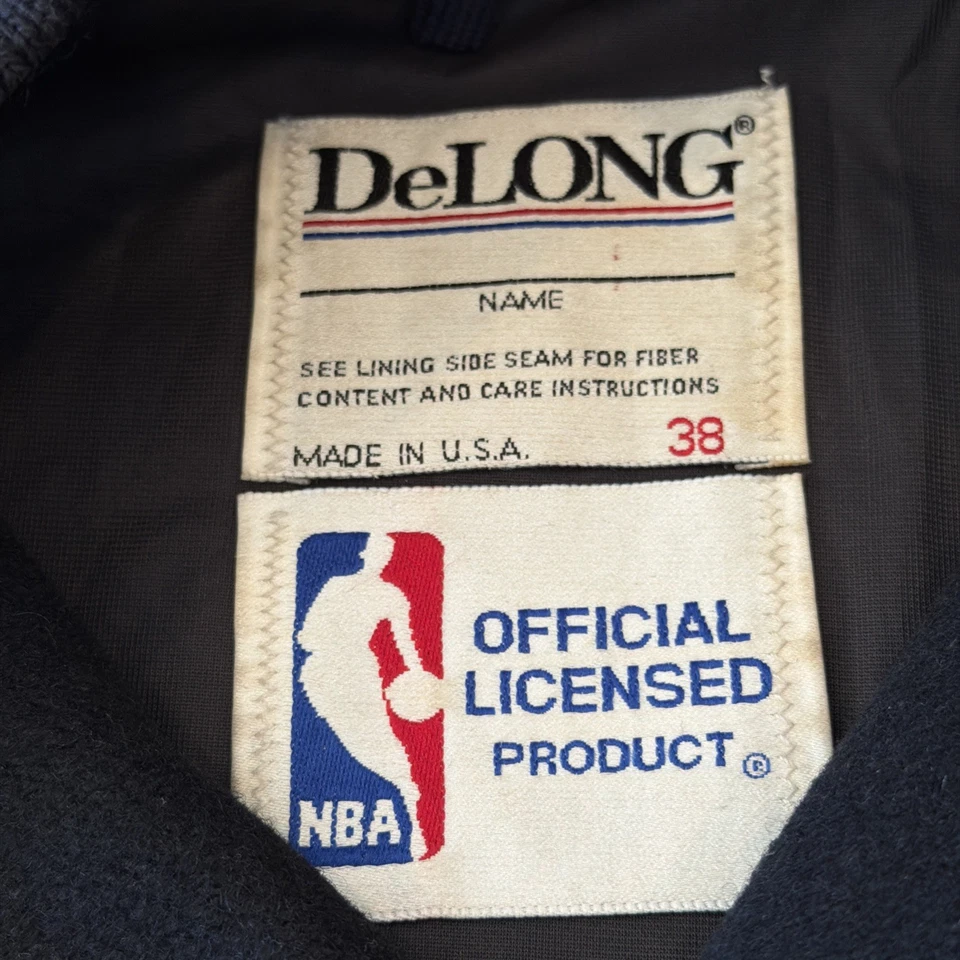 DeLONG®
NAME
SEE LINING SIDE SEAM FOR FIBER
CONTENT AND CARE INSTRUCTIONS
MADE IN U.S.A. 38
OFFICIAL
LICENSED
PRODUCT ®
NBA